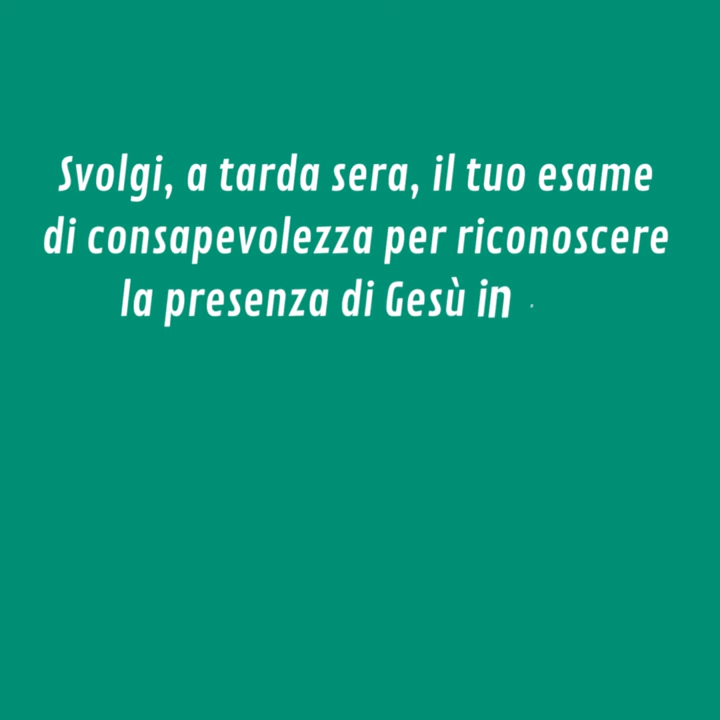 Svolgi, a tarda sera, il tuo esame
di consapevolezza per riconoscere
la presenza di Gesù in